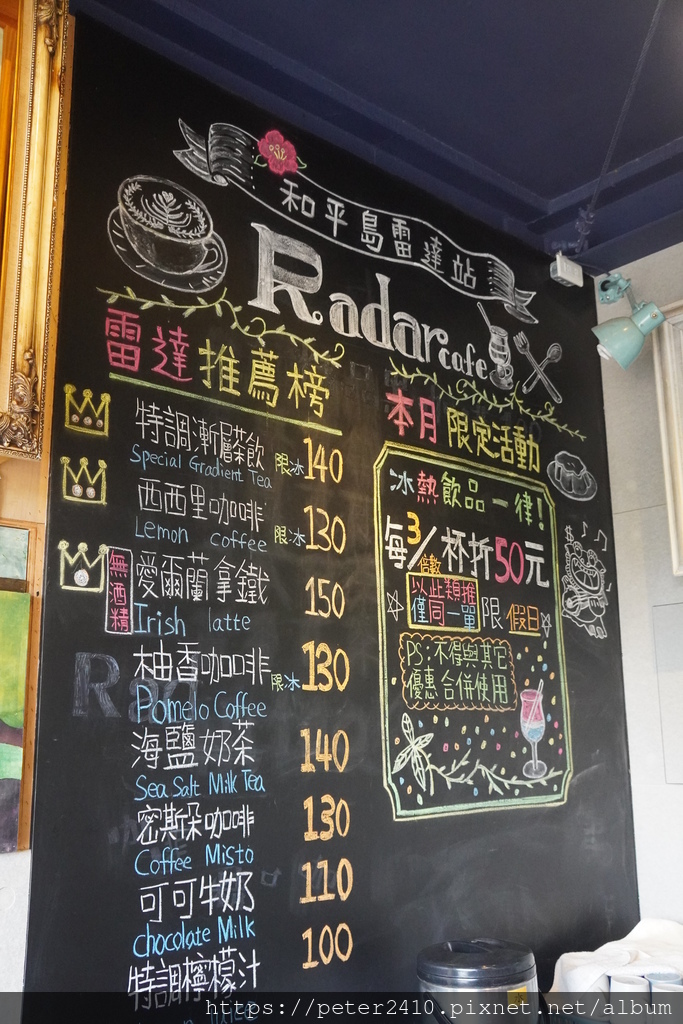 和平島雷達站
Radar cafe
雷達推薦榜
特調漸層茶飲 限冰 140
Special Gradient Tea
西西里咖啡 限冰 130
Lemon coffee
無酒精 愛爾蘭拿鐵 150
Irish latte
柚香咖啡 限冰 130
Pomelo Coffee
海鹽奶茶 140
Sea Salt Milk Tea
密斯朵咖啡 130
Coffee Misto
可可牛奶 110
chocolate Milk
特調檸檬汁 100
本月限定活動
冰熱飲品一律!
每3杯折50元
倍數
以此類推
僅同一單
限 假日
PS:不得與其它
優惠合併使用
https://peter2410.pixnet.net/album